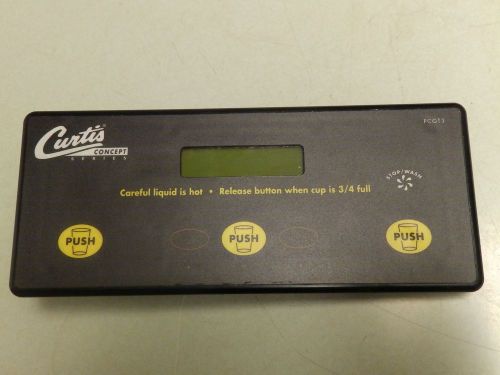 Curtis®
CONCEPT
SERIES
PCGT3
STOP/WASH
Careful liquid is hot • Release button when cup is 3/4 full
PUSH
PUSH
PUSH